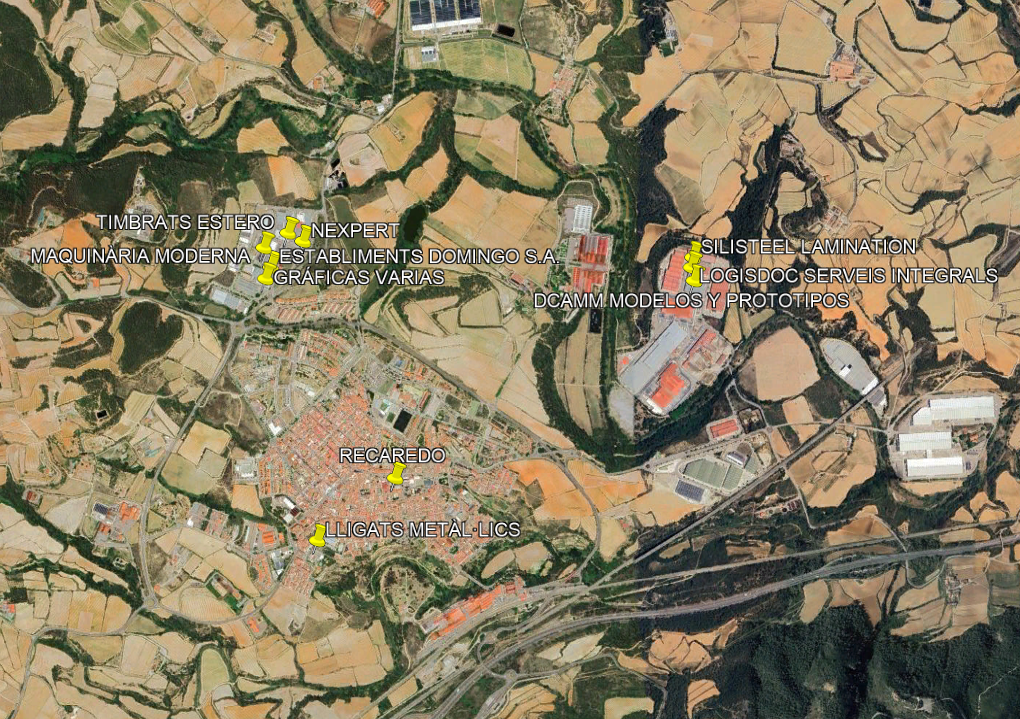 TIMBRATS ESTERO
NEXPERT
MAQUINÀRIA MODERNA
ESTABLIMENTS DOMINGO S.A.
GRÁFICAS VARIAS
SILISTEEL LAMINATION
LOGISDOC SERVEIS INTEGRALS
DCAMM MODELOS Y PROTOTIPOS
RECAREDO
LLIGATS METAL·LICS